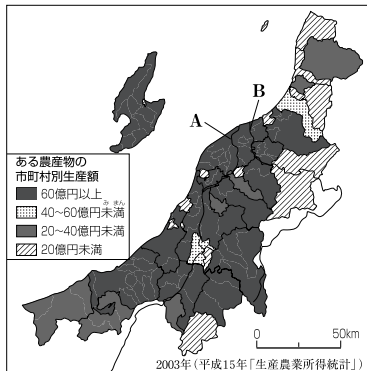 A
B
ある農産物の
市町村別生産額
60億円以上
みまん
40~60億円未満
20~40億円未満
20億円未満
0 50km
2003年(平成15年「生産農業所得統計」)